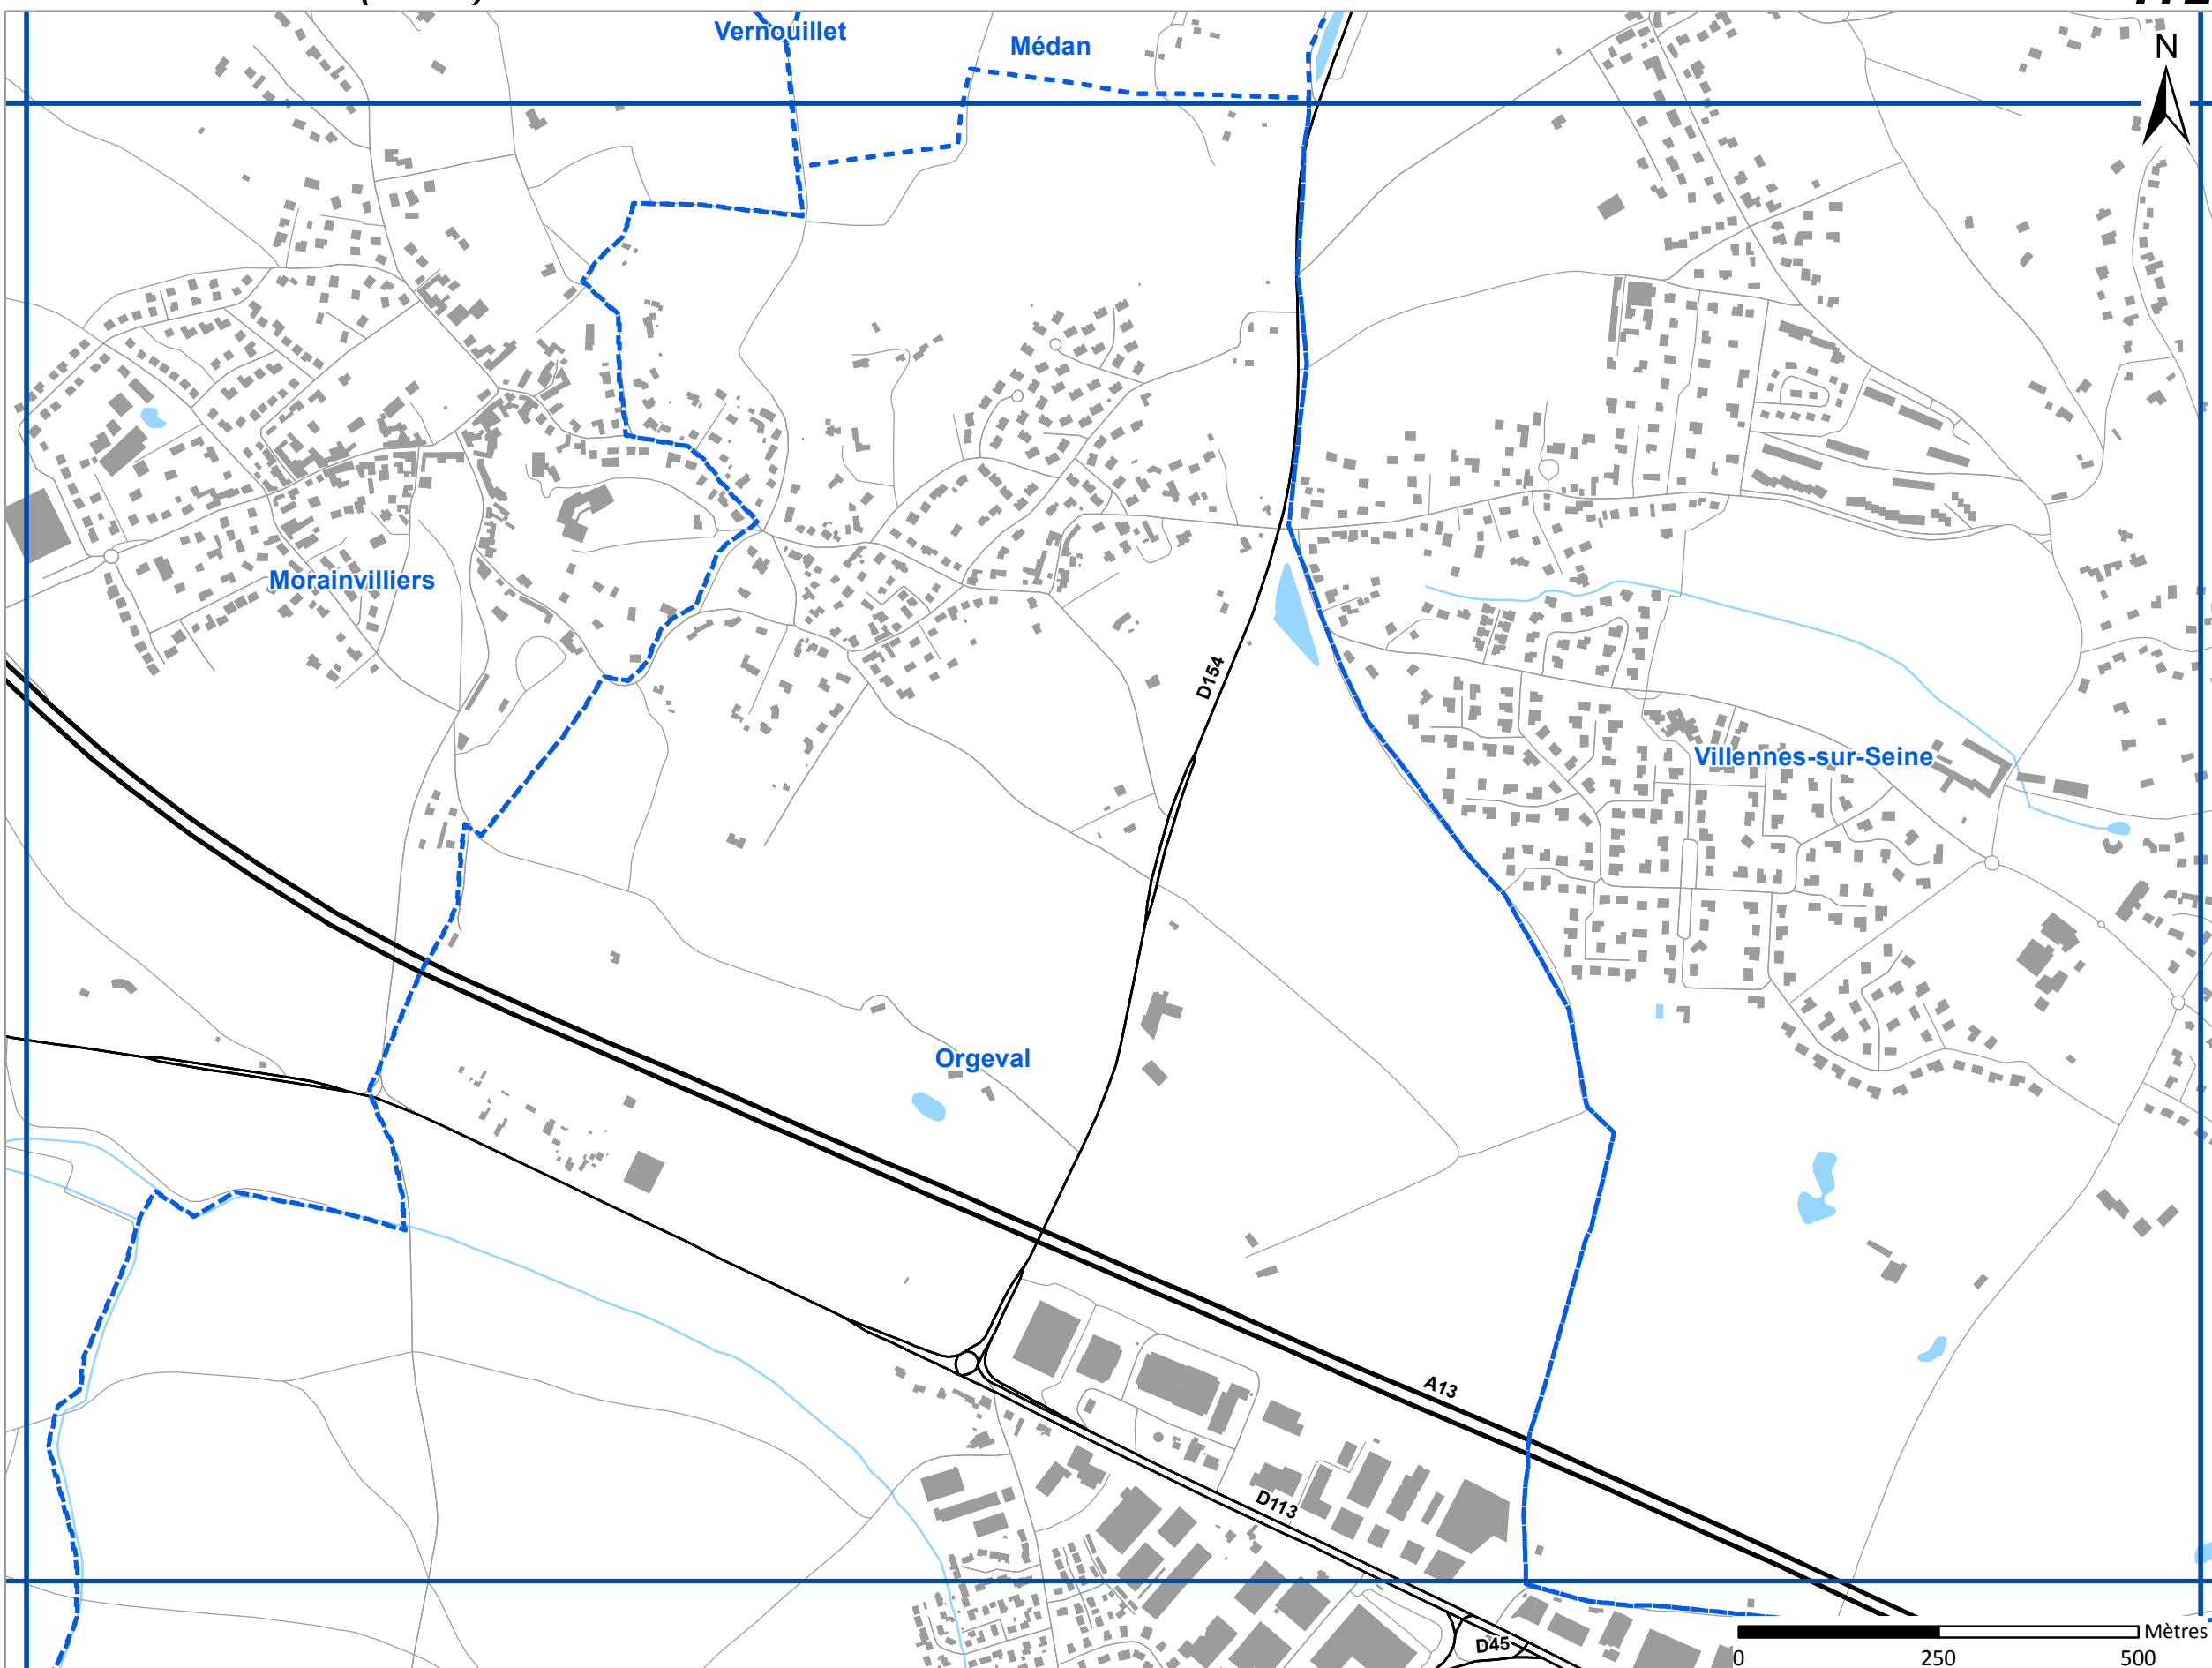 Vernouillet
Médan
N
Morainvilliers
D154
Villennes-sur-Seine
Orgeval
A13
D113
D45
Mètres
0 250 500